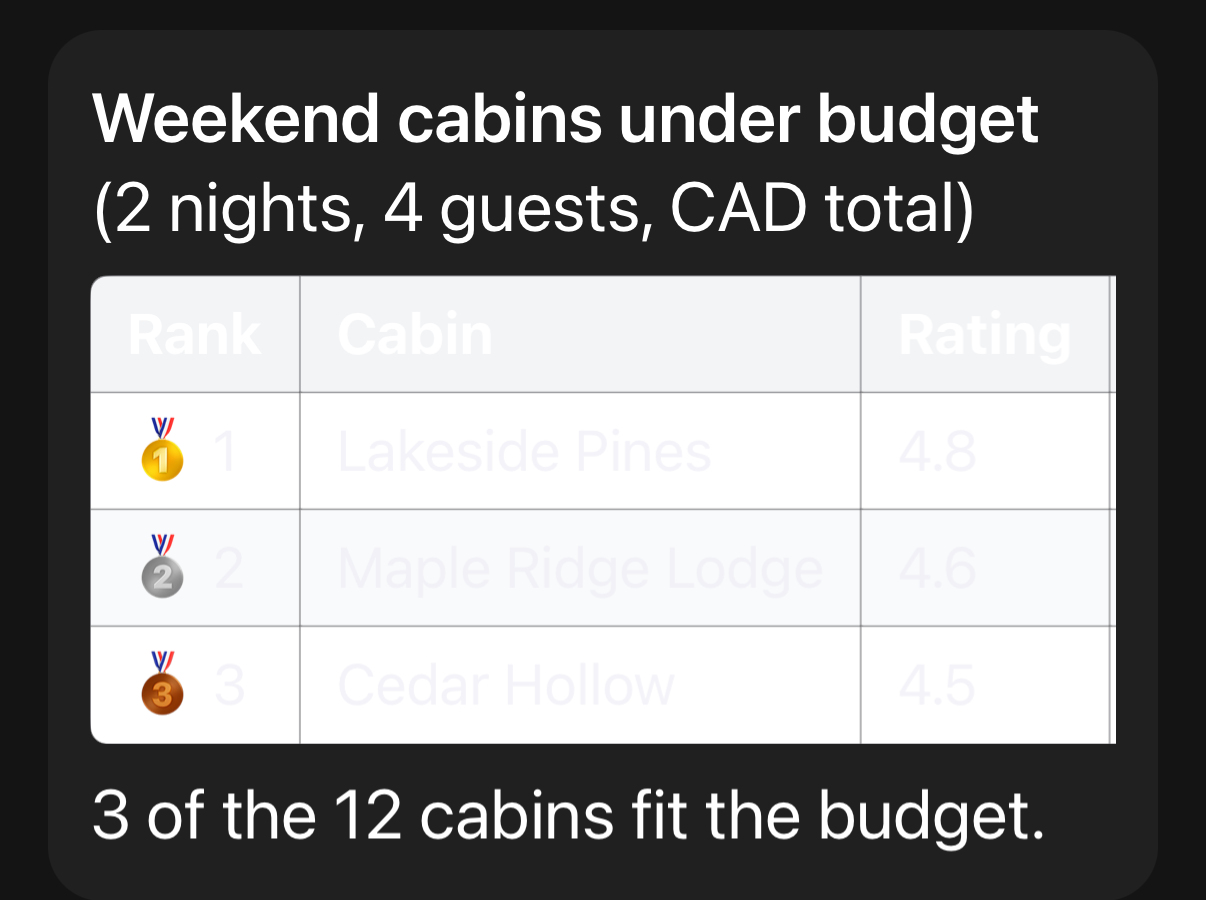 Weekend cabins under budget
(2 nights, 4 guests, CAD total)
Rank Cabin Rating
🥇 1 Lakeside Pines 4.8
🥈 2 Maple Ridge Lodge 4.6
🥉 3 Cedar Hollow 4.5
3 of the 12 cabins fit the budget.